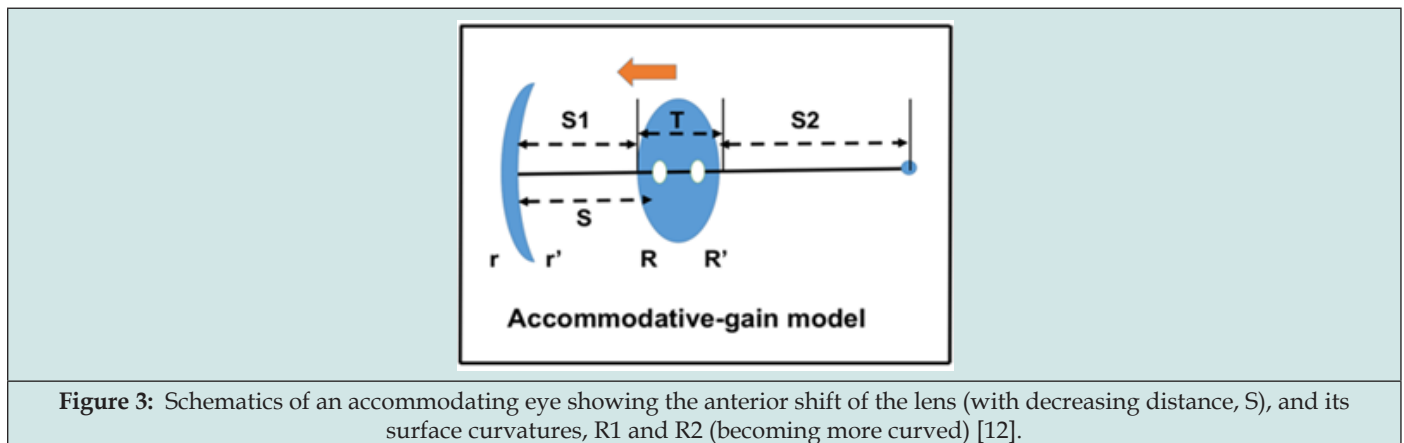 S1 T S2
S
r r’ R R’
Accommodative-gain model
Figure 3: Schematics of an accommodating eye showing the anterior shift of the lens (with decreasing distance, S), and its
surface curvatures, R1 and R2 (becoming more curved) [12].